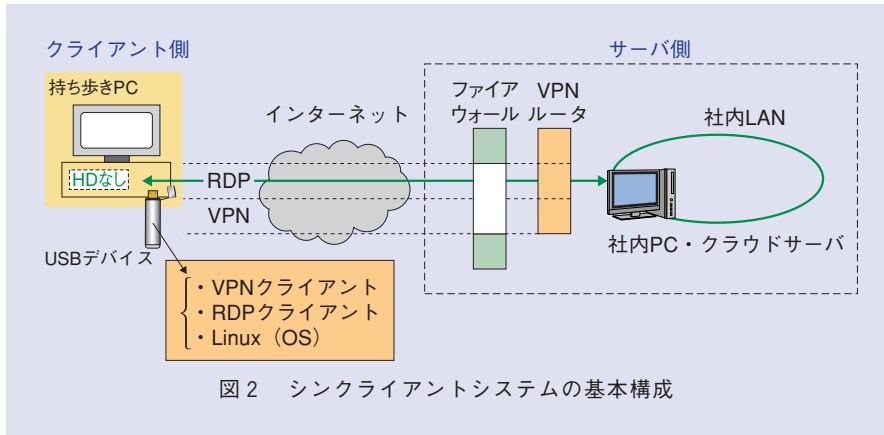 クライアント側
サーバ側
持ち歩きPC
HDなし
USBデバイス
インターネット
RDP
VPN
ファイア
ウォール
VPN
ルータ
社内LAN
社内PC・クラウドサーバ
・VPNクライアント
・RDPクライアント
・Linux（OS）
図2 シンクライアントシステムの基本構成